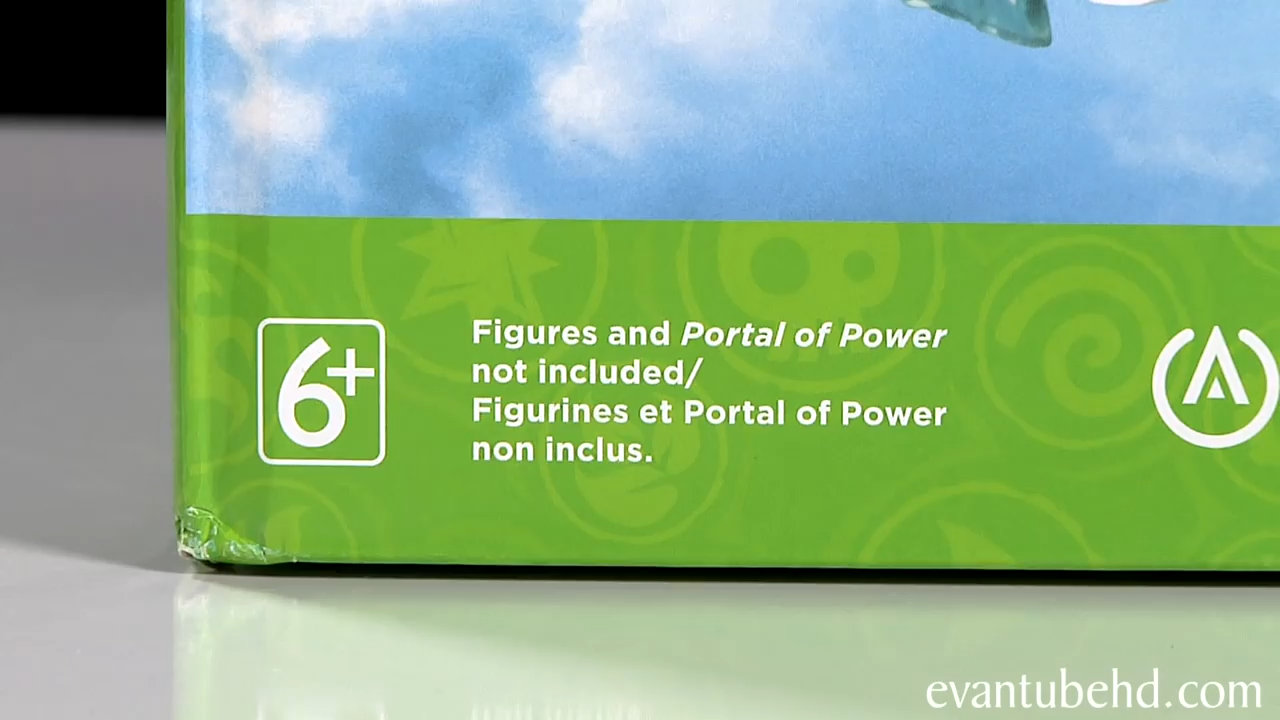 6+
Figures and Portal of Power
not included/
Figurines et Portal of Power
non inclus.
evantubehd.com